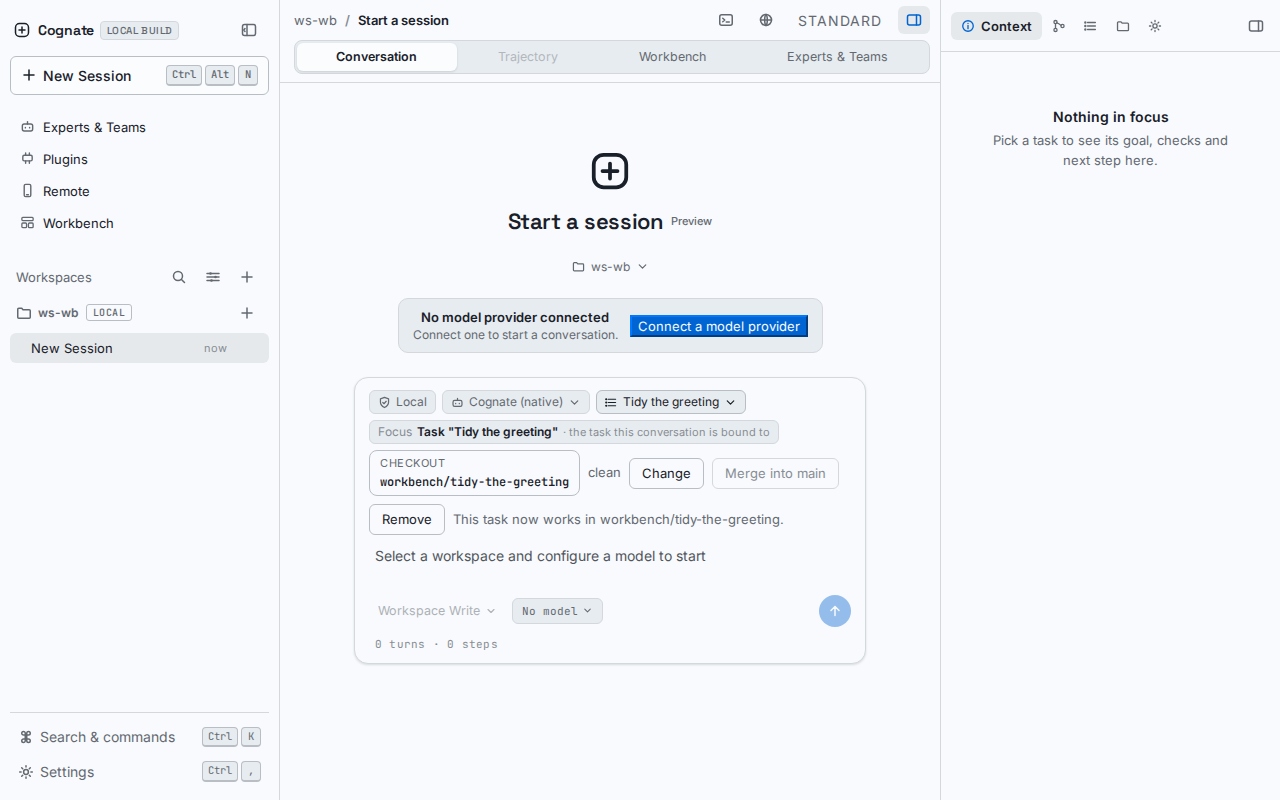 Cognate LOCAL BUILD
New Session Ctrl Alt N
Experts & Teams
Plugins
Remote
Workbench
Workspaces
ws-wb LOCAL
New Session now
Search & commands Ctrl K
Settings Ctrl ,
ws-wb / Start a session STANDARD
Conversation Trajectory Workbench Experts & Teams
Start a session Preview
ws-wb
No model provider connected
Connect one to start a conversation.
Connect a model provider
Local Cognate (native) Tidy the greeting
Focus Task "Tidy the greeting" · the task this conversation is bound to
CHECKOUT
workbench/tidy-the-greeting clean Change Merge into main
Remove This task now works in workbench/tidy-the-greeting.
Select a workspace and configure a model to start
Workspace Write No model
0 turns · 0 steps
Context
Nothing in focus
Pick a task to see its goal, checks and
next step here.